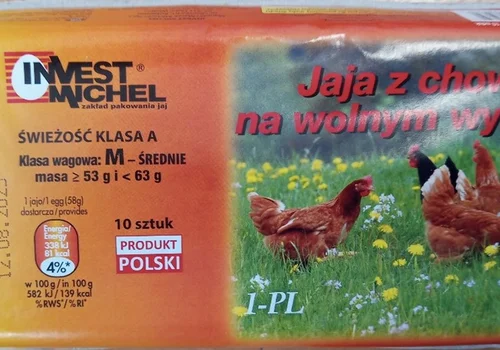 INVEST®
MICHEL
zakład pakowania jaj
ŚWIEŻOŚĆ KLASA A
Klasa wagowa: M – ŚREDNIE
masa ≥ 53 g i < 63 g
1 jajo/1 egg (58g)
dostarcza/provides
Energia/
Energy
338 kJ
81 kcal
4%*
w 100 g/in 100 g
582 kJ / 139 kcal
%RWS*/%RI*
10 sztuk
PRODUKT
POLSKI
Jaja z chow
na wolnym wy
1-PL
12.08.2025